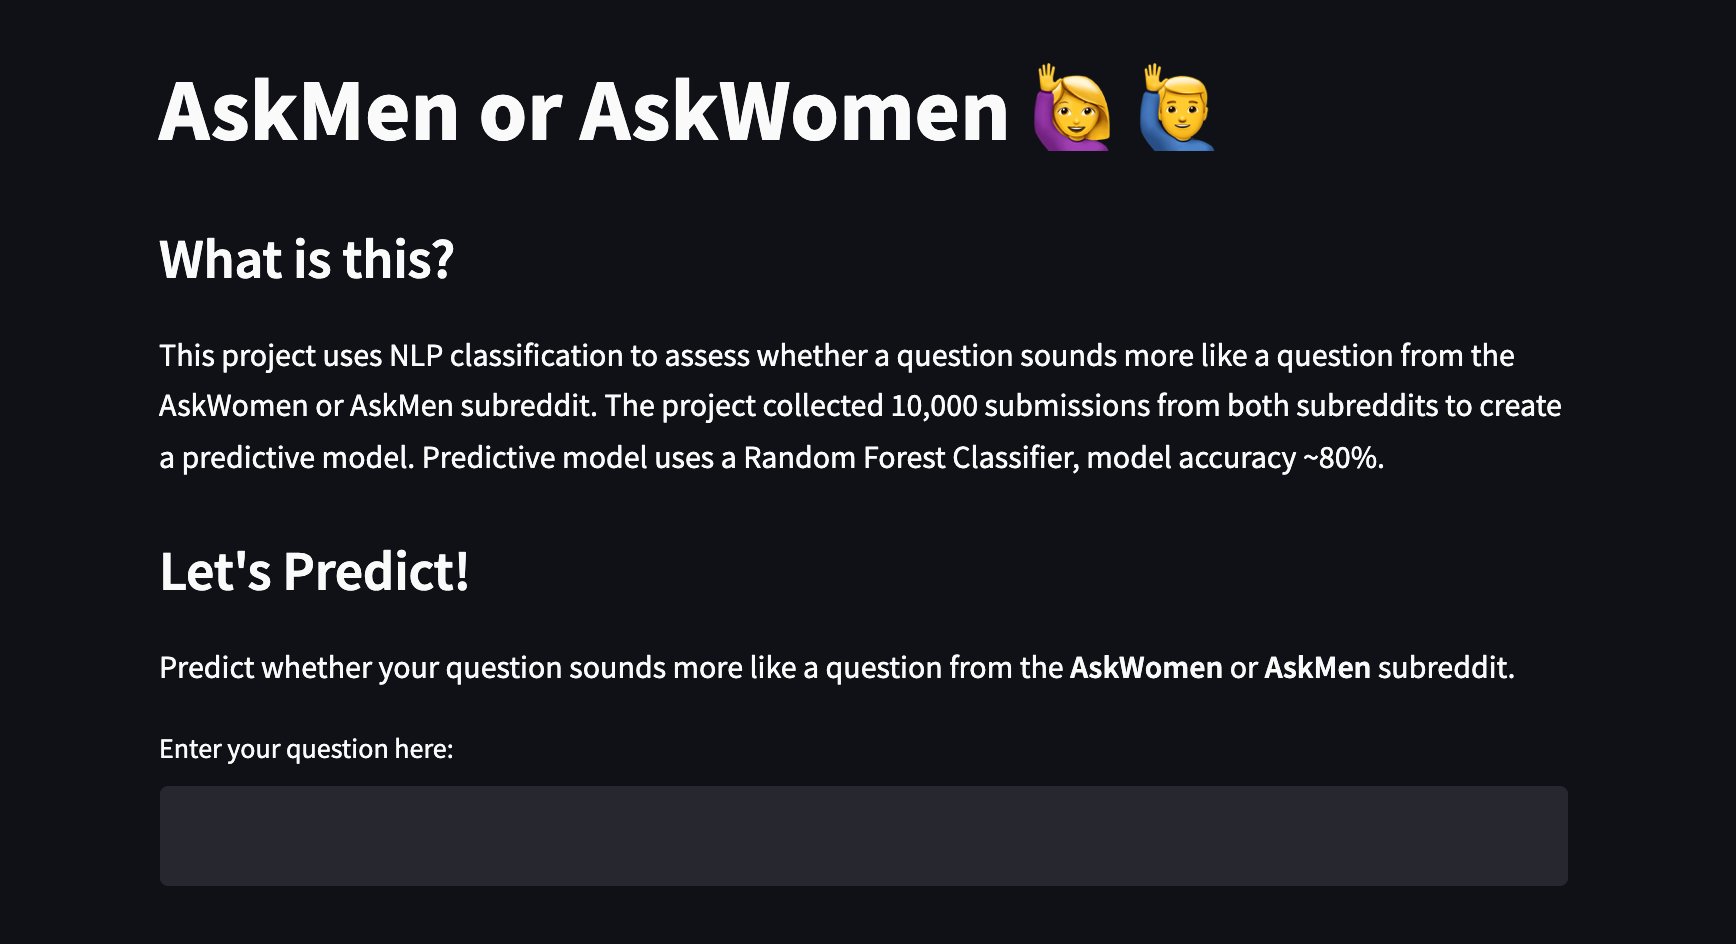 AskMen or AskWomen 🙋‍♀️ 🙋‍♂️
What is this?
This project uses NLP classification to assess whether a question sounds more like a question from the
AskWomen or AskMen subreddit. The project collected 10,000 submissions from both subreddits to create
a predictive model. Predictive model uses a Random Forest Classifier, model accuracy ~80%.
Let's Predict!
Predict whether your question sounds more like a question from the AskWomen or AskMen subreddit.
Enter your question here: